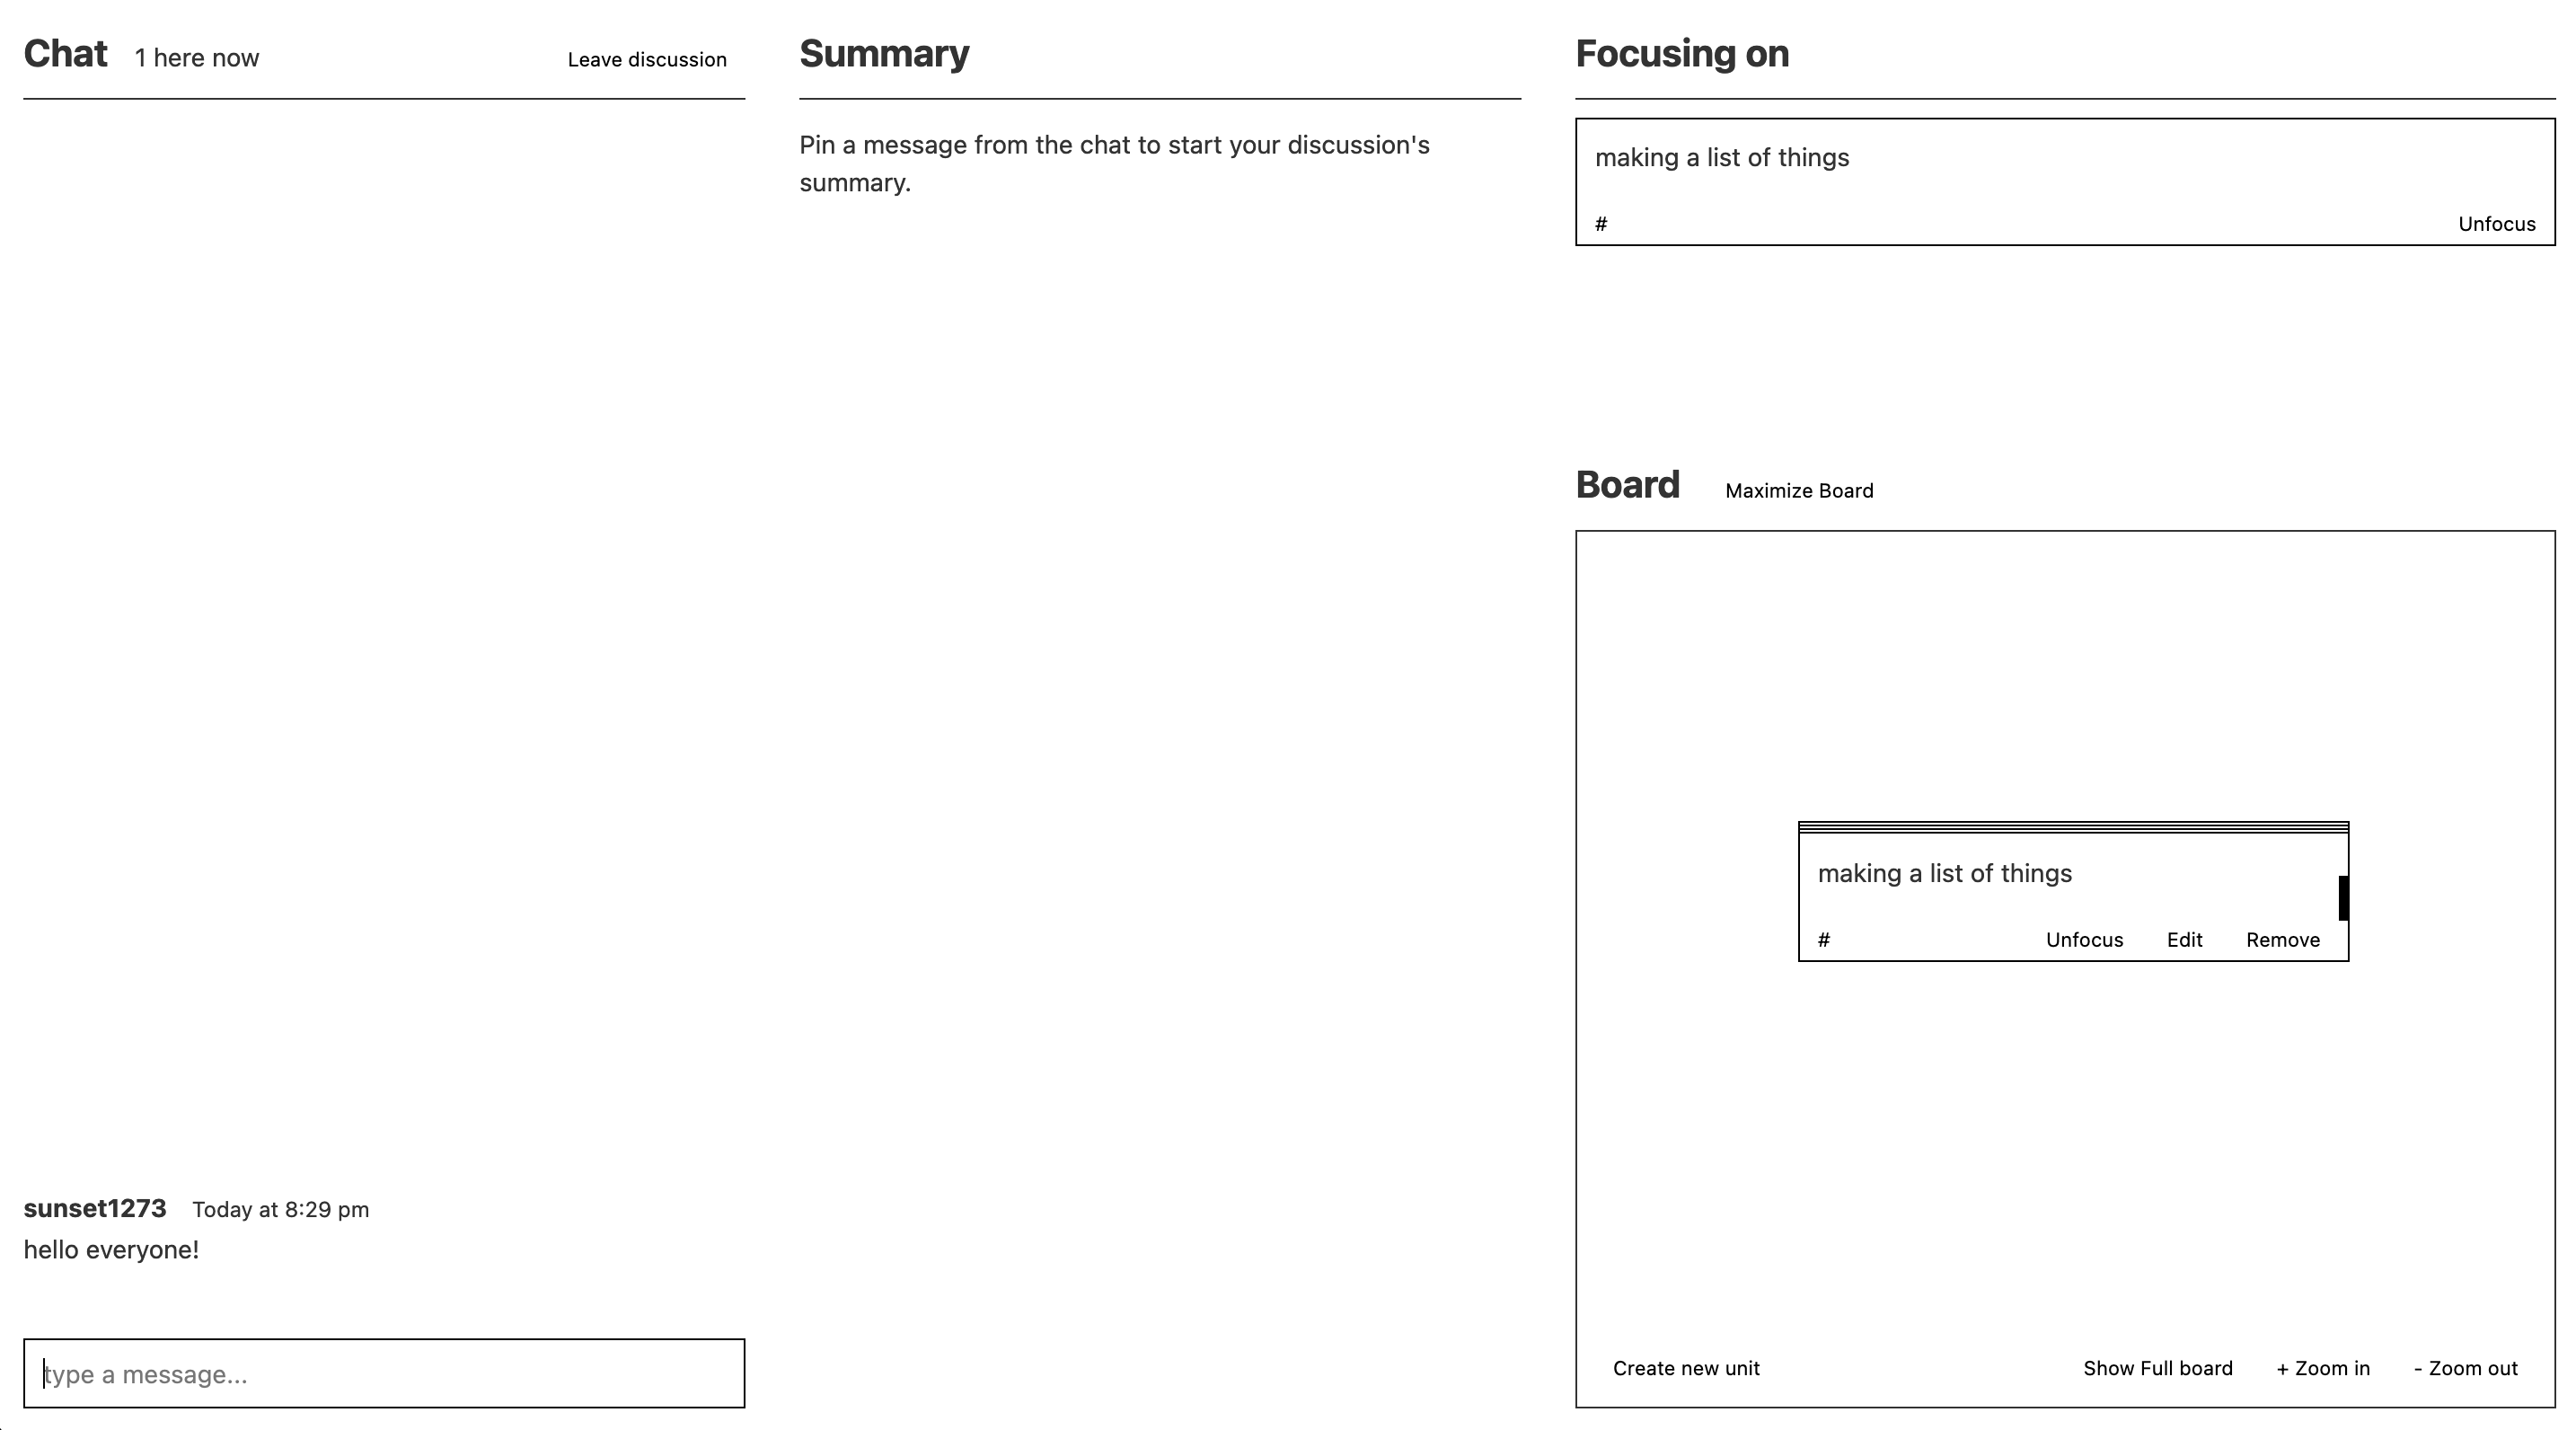 Chat 1 here now Leave discussion
sunset1273 Today at 8:29 pm
hello everyone!
type a message...
Summary
Pin a message from the chat to start your discussion's
summary.
Focusing on
making a list of things
# Unfocus
Board Maximize Board
making a list of things
# Unfocus Edit Remove
Create new unit Show Full board + Zoom in - Zoom out